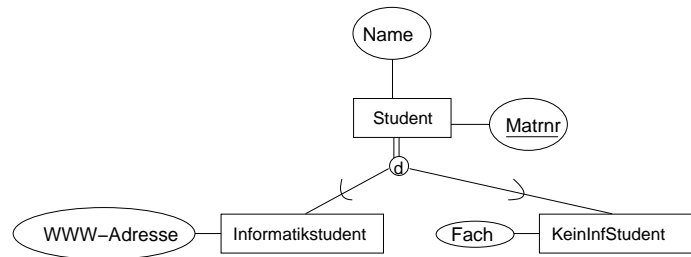 Name
Student
Matrnr
d
WWW–Adresse
Informatikstudent
Fach
KeinInfStudent